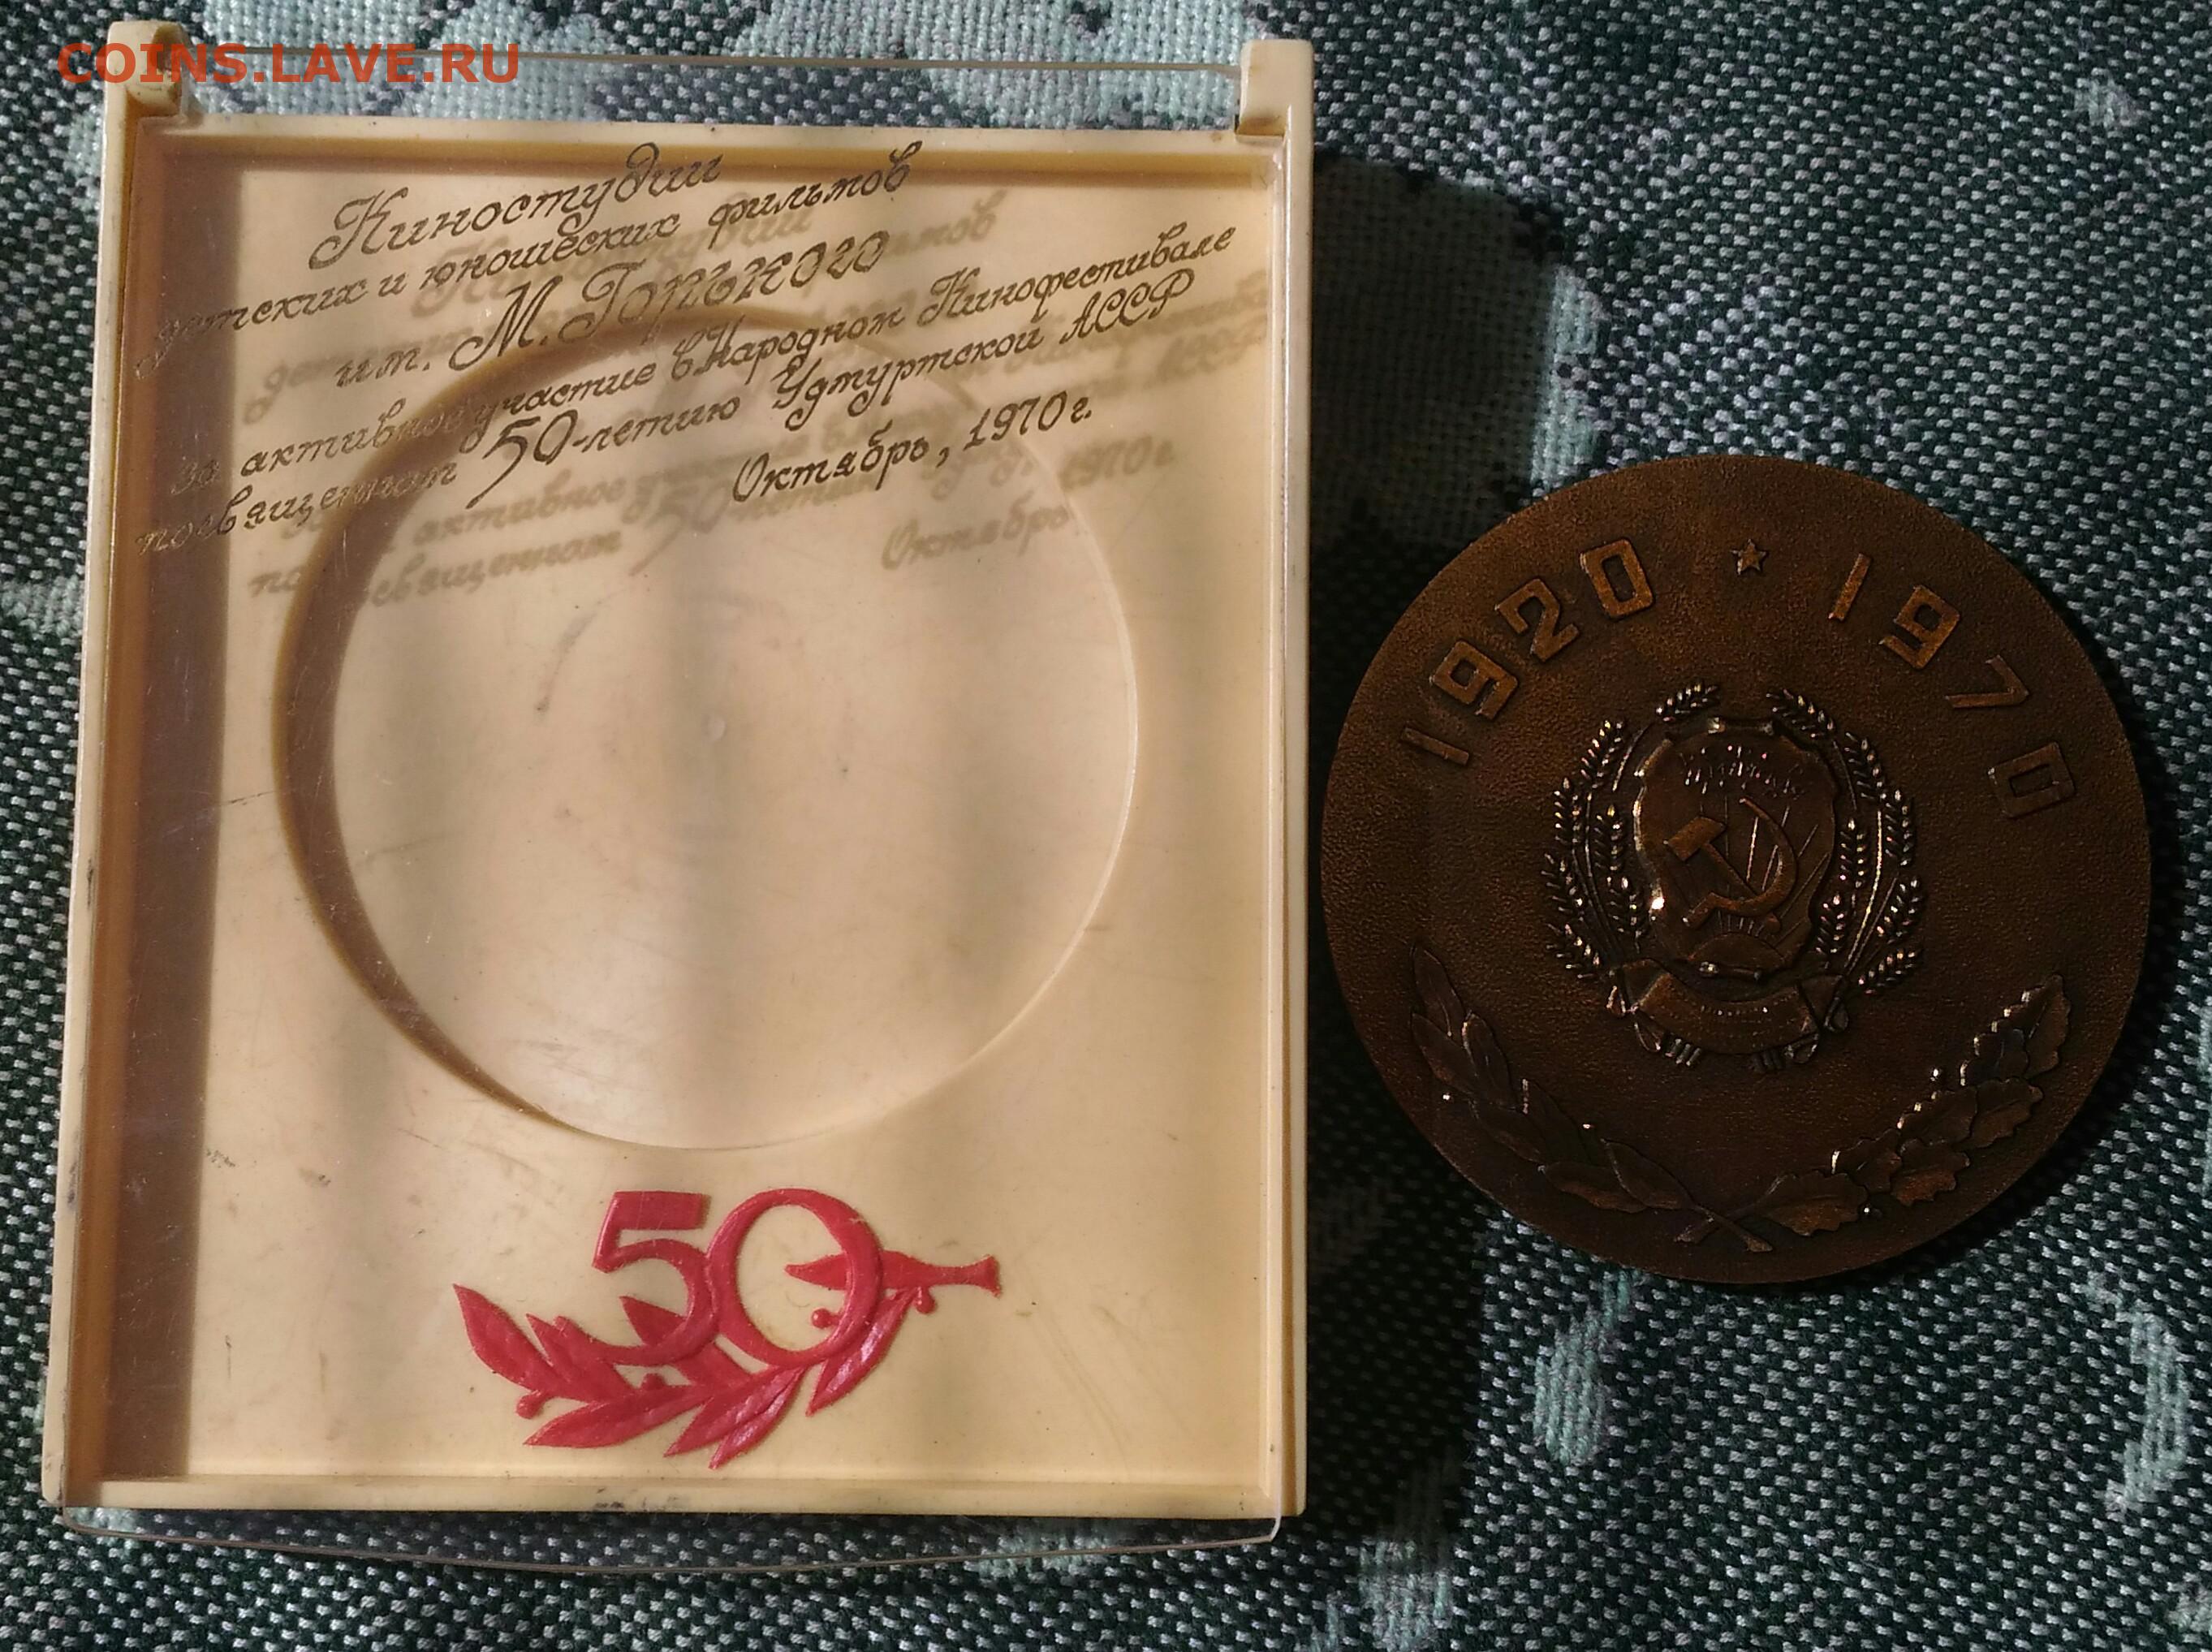 COINS.LAVE.RU
Киностудии
детских и юношеских фильмов
им. М. Горького
за активное участие в Народном Кинофестивале
посвященном 50-летию Удмуртской АССР
Октябрь, 1970 г.
1920 ★ 1970
50